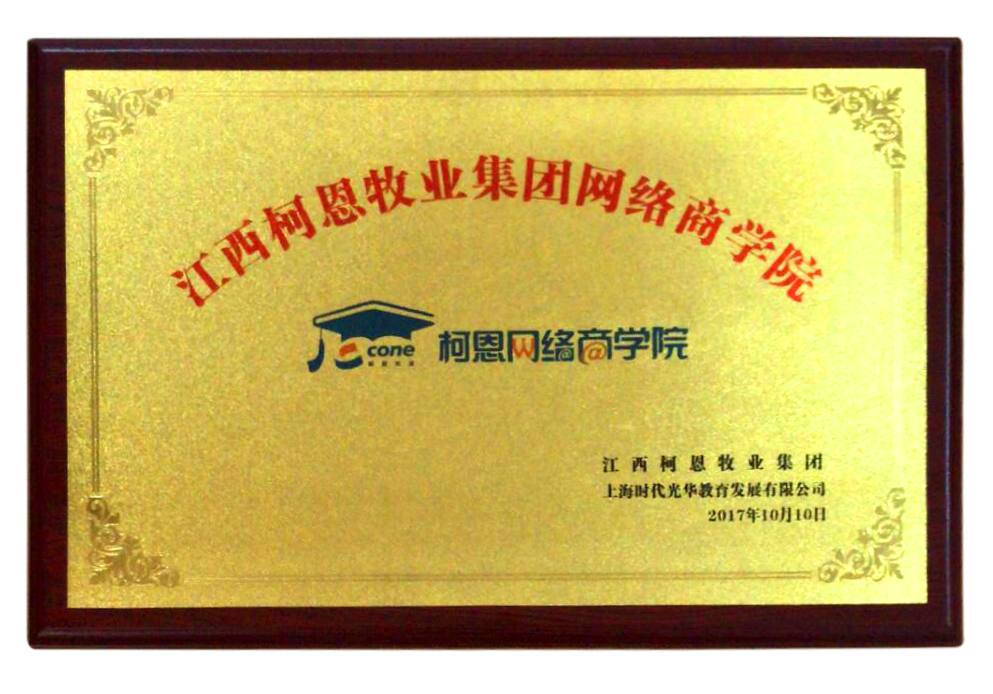 江西柯恩牧业集团网络商学院
cone
柯恩网络商学院
江西柯恩牧业集团
上海时代光华教育发展有限公司
2017年10月10日